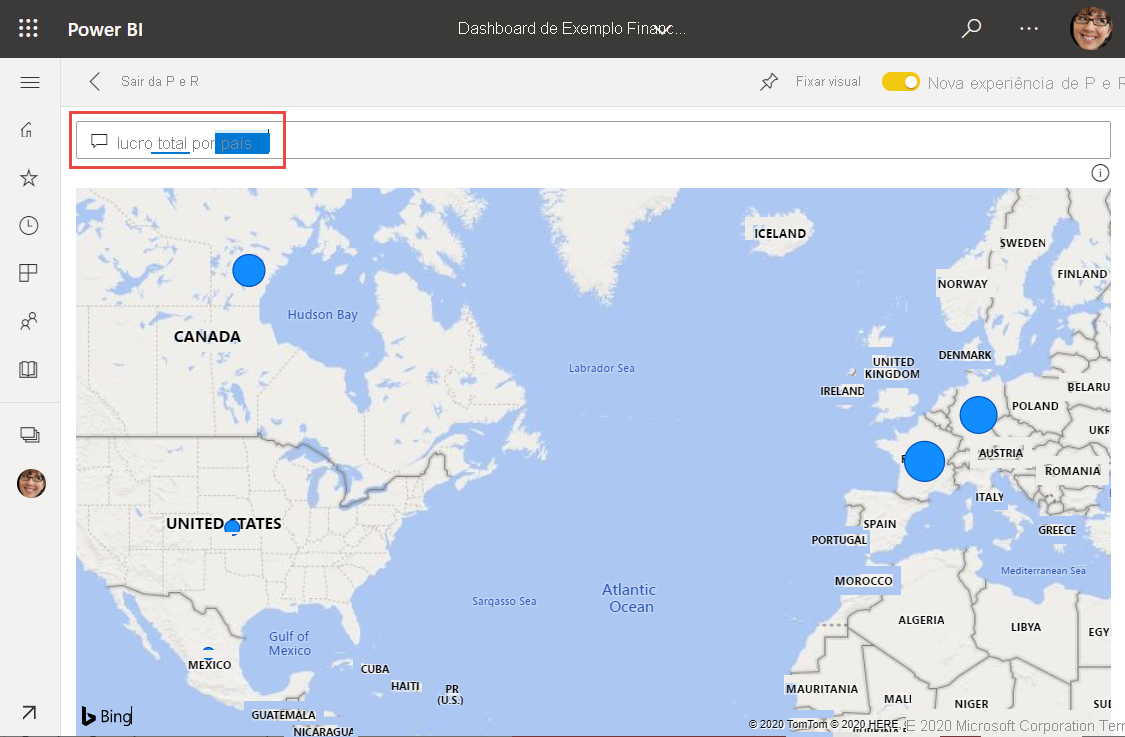 Power BI
Dashboard de Exemplo Financ...
Sair da P e R
Fixar visual
Nova experiência de P e R
lucro total por país
ICELAND
SWEDEN
FINLAND
NORWAY
Hudson Bay
CANADA
DENMARK
UNITED
KINGDOM
Labrador Sea
IRELAND
BELARU
POLAND
UKR
AUSTRIA
ROMANIA
ITALY
UNITED STATES
SPAIN
GREECE
PORTUGAL
Mediterranean Sea
MOROCCO
Atlantic
Ocean
Sargasso Sea
ALGERIA
LIBYA
EGY
Gulf of
Mexico
MEXICO
CUBA
HAITI
PR
(U.S.)
MAURITANIA
MALI
NIGER
SUD
Bing
GUATEMALA
NICARAGUA
© 2020 TomTom © 2020 HERE, E 2020 Microsoft Corporation Ter